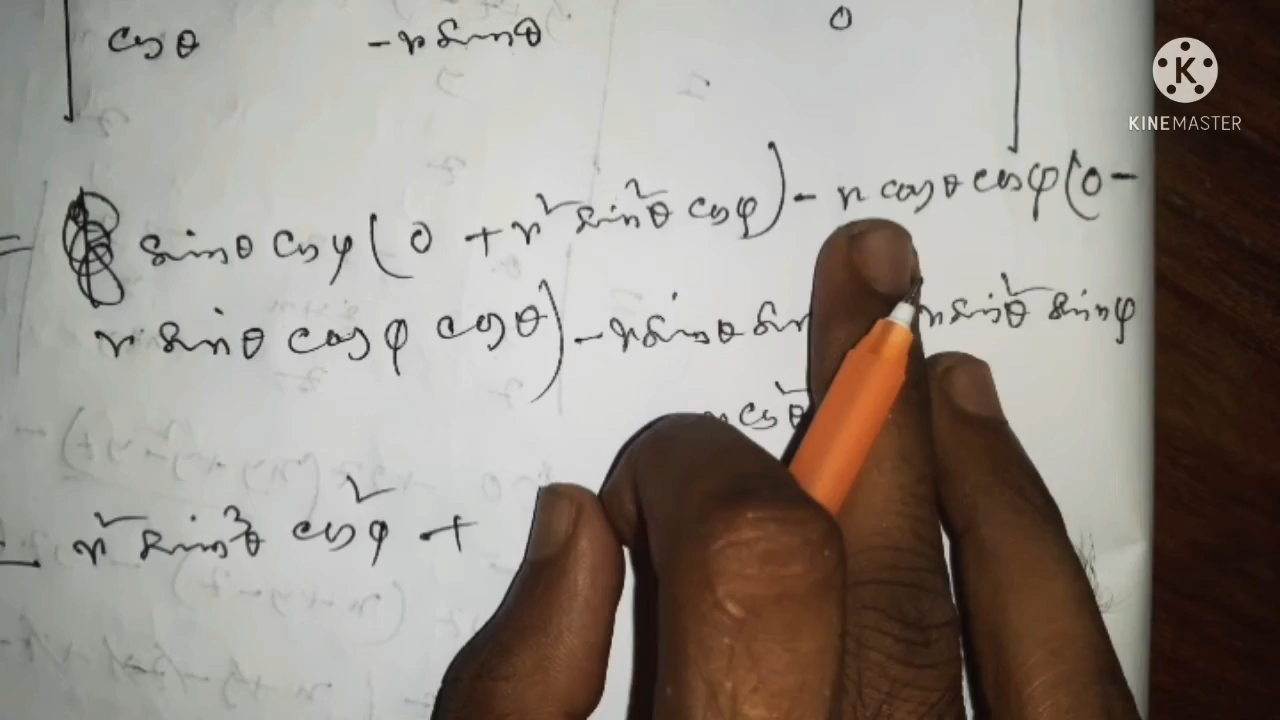 cosθ -r sinθ 0
K
KINEMASTER
= sinθ cosφ (0 + r² sin²θ cosφ) - r cosθ cosφ (0 -
r sinθ cosφ cosθ) - r sinθ sin r sin²θ sinφ
cos²θ
= r² sin³θ cos²φ +